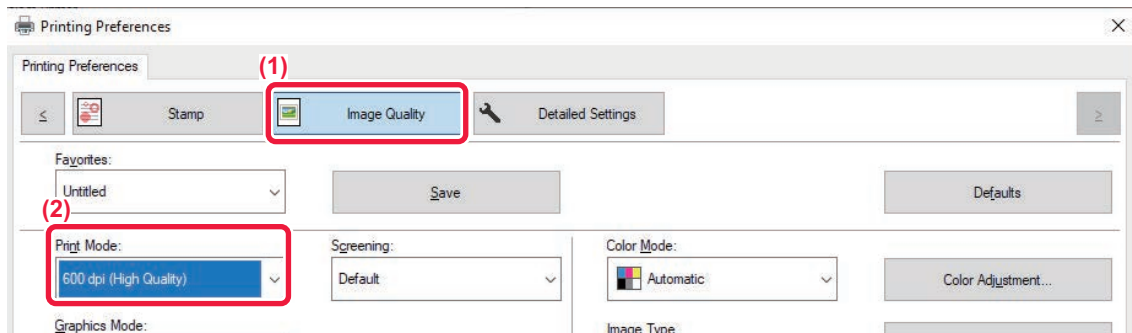 Printing Preferences
Printing Preferences
(1)
<
Stamp
Image Quality
Detailed Settings
>
Favorites:
Untitled
Save
Defaults
(2)
Print Mode:
Screening:
Color Mode:
600 dpi (High Quality)
Default
Automatic
Color Adjustment...
Graphics Mode:
Image Type